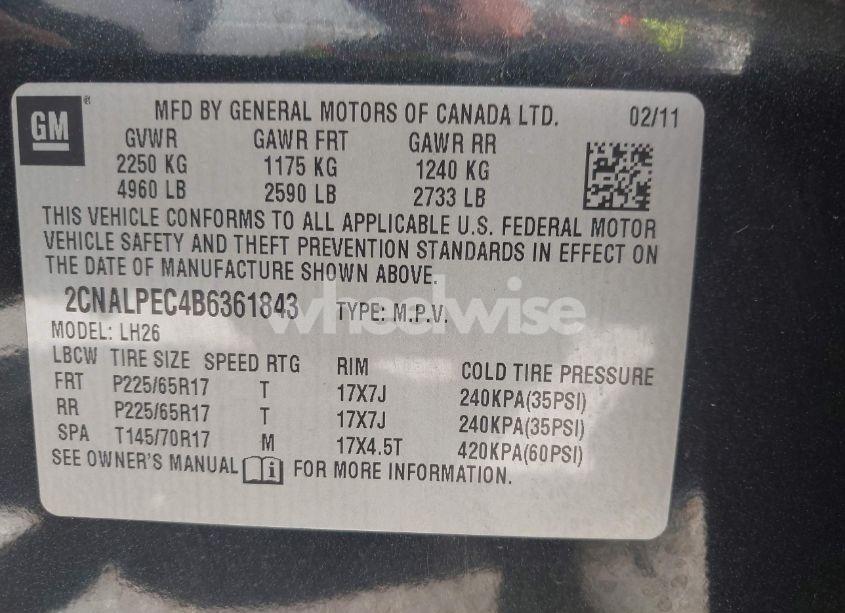 GM® MFD BY GENERAL MOTORS OF CANADA LTD. 02/11
GVWR GAWR FRT GAWR RR
2250 KG 1175 KG 1240 KG
4960 LB 2590 LB 2733 LB
THIS VEHICLE CONFORMS TO ALL APPLICABLE U.S. FEDERAL MOTOR
VEHICLE SAFETY AND THEFT PREVENTION STANDARDS IN EFFECT ON
THE DATE OF MANUFACTURE SHOWN ABOVE.
2CNALPEC4B6361843 TYPE: M.P.V.
wheelwise
MODEL: LH26
LBCW TIRE SIZE SPEED RTG RIM COLD TIRE PRESSURE
FRT P225/65R17 T 17X7J 240KPA(35PSI)
RR P225/65R17 T 17X7J 240KPA(35PSI)
SPA T145/70R17 M 17X4.5T 420KPA(60PSI)
SEE OWNER'S MANUAL i FOR MORE INFORMATION.